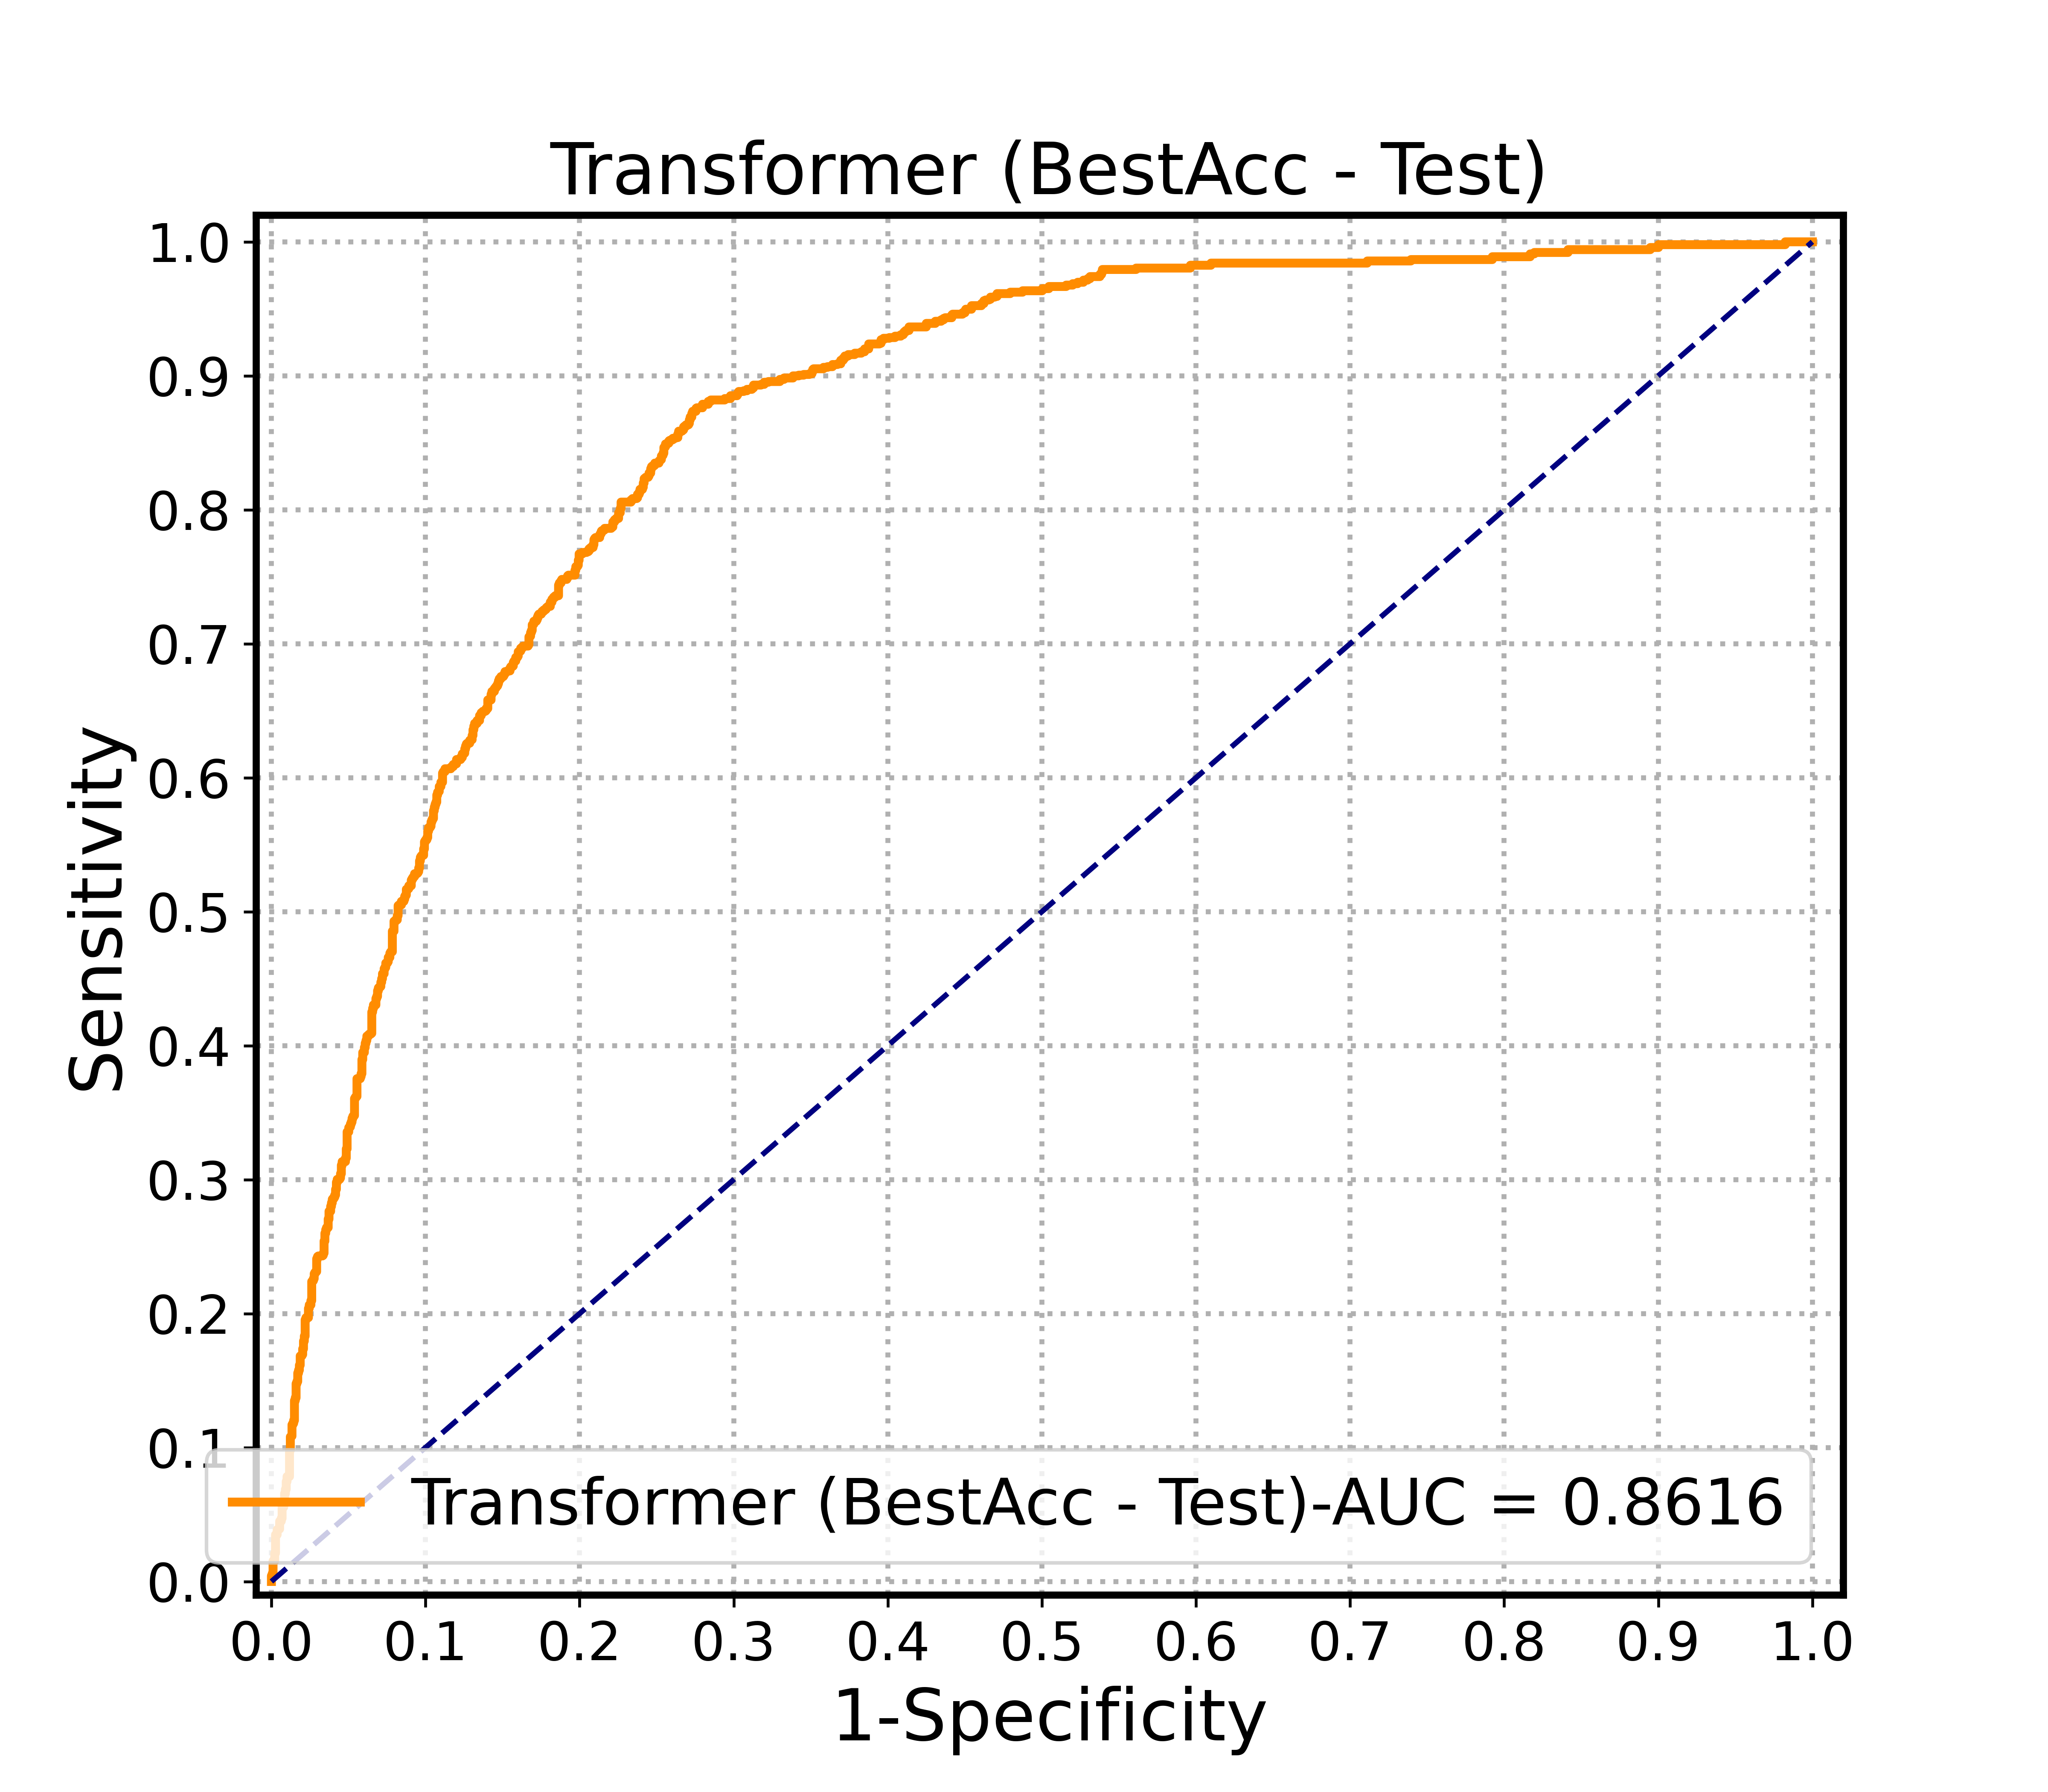 Transformer (BestAcc - Test)
1.0
0.9
0.8
0.7
0.6
0.5
0.4
0.3
0.2
0.1
0.0
Sensitivity
Transformer (BestAcc - Test)-AUC = 0.8616
0.0 0.1 0.2 0.3 0.4 0.5 0.6 0.7 0.8 0.9 1.0
1-Specificity